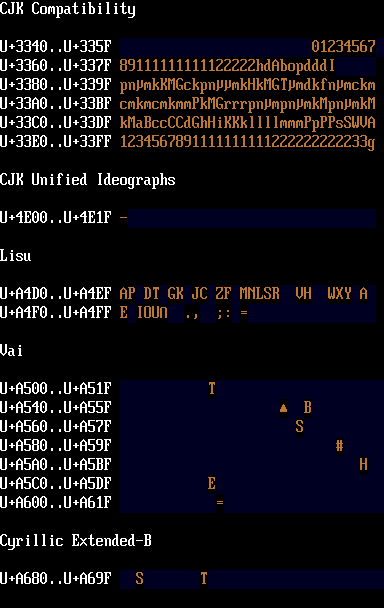 CJK Compatibility
U+3340..U+335F 01234567
U+3360..U+337F 89111111111122222hdAbopdddI
U+3380..U+339F pnµmkKMGckpnµµmkHkMGTµmdkfnµmckm
U+33A0..U+33BF cmkmcmkmmPkMGrrrpnµmpnµmkMpnµmkM
U+33C0..U+33DF kMaBccCCdGhHiKKkllllmmmPpPPsSWVA
U+33E0..U+33FF 1234567891111111111222222222233g
CJK Unified Ideographs
U+4E00..U+4E1F −
Lisu
U+A4D0..U+A4EF AP DT GK JC ZF MNLSR  VH  WXY A
U+A4F0..U+A4FF E IOU∩  .,  ;: =
Vai
U+A500..U+A51F T
U+A540..U+A55F ▲  B
U+A560..U+A57F S
U+A580..U+A59F #
U+A5A0..U+A5BF H
U+A5C0..U+A5DF E
U+A600..U+A61F =
Cyrillic Extended-B
U+A680..U+A69F S       T